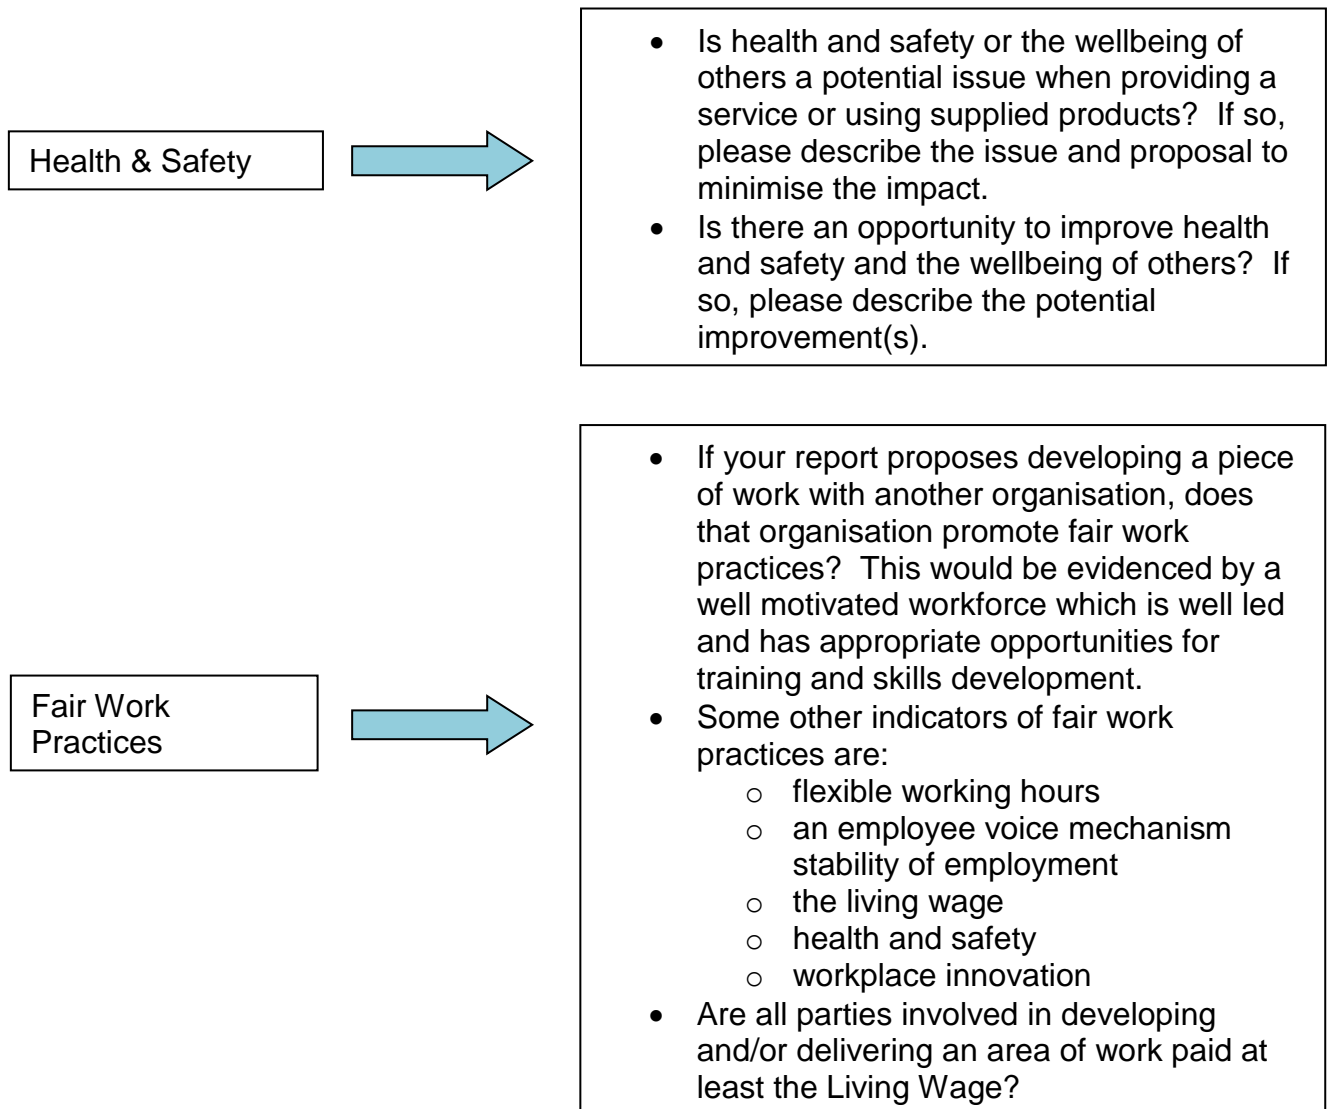 Health & Safety
• Is health and safety or the wellbeing of
others a potential issue when providing a
service or using supplied products?  If so,
please describe the issue and proposal to
minimise the impact.
• Is there an opportunity to improve health
and safety and the wellbeing of others?  If
so, please describe the potential
improvement(s).
Fair Work
Practices
• If your report proposes developing a piece
of work with another organisation, does
that organisation promote fair work
practices?  This would be evidenced by a
well motivated workforce which is well led
and has appropriate opportunities for
training and skills development.
• Some other indicators of fair work
practices are:
o flexible working hours
o an employee voice mechanism
stability of employment
o the living wage
o health and safety
o workplace innovation
• Are all parties involved in developing
and/or delivering an area of work paid at
least the Living Wage?